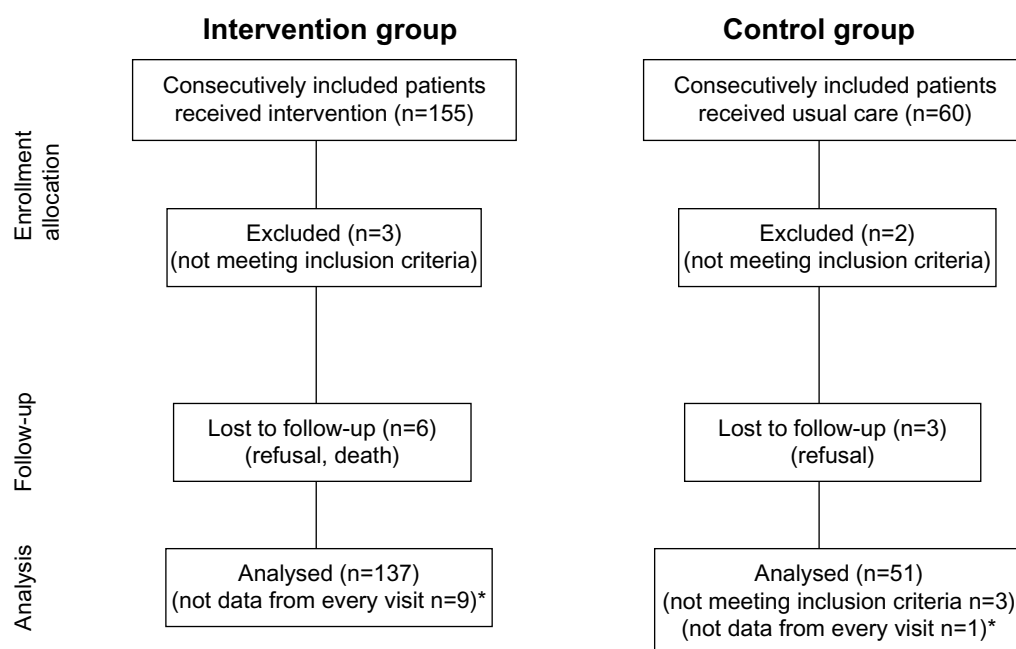 Intervention group
Control group
Enrollment
allocation
Consecutively included patients
received intervention (n=155)
Consecutively included patients
received usual care (n=60)
Excluded (n=3)
(not meeting inclusion criteria)
Excluded (n=2)
(not meeting inclusion criteria)
Follow-up
Lost to follow-up (n=6)
(refusal, death)
Lost to follow-up (n=3)
(refusal)
Analysis
Analysed (n=137)
(not data from every visit n=9)*
Analysed (n=51)
(not meeting inclusion criteria n=3)
(not data from every visit n=1)*